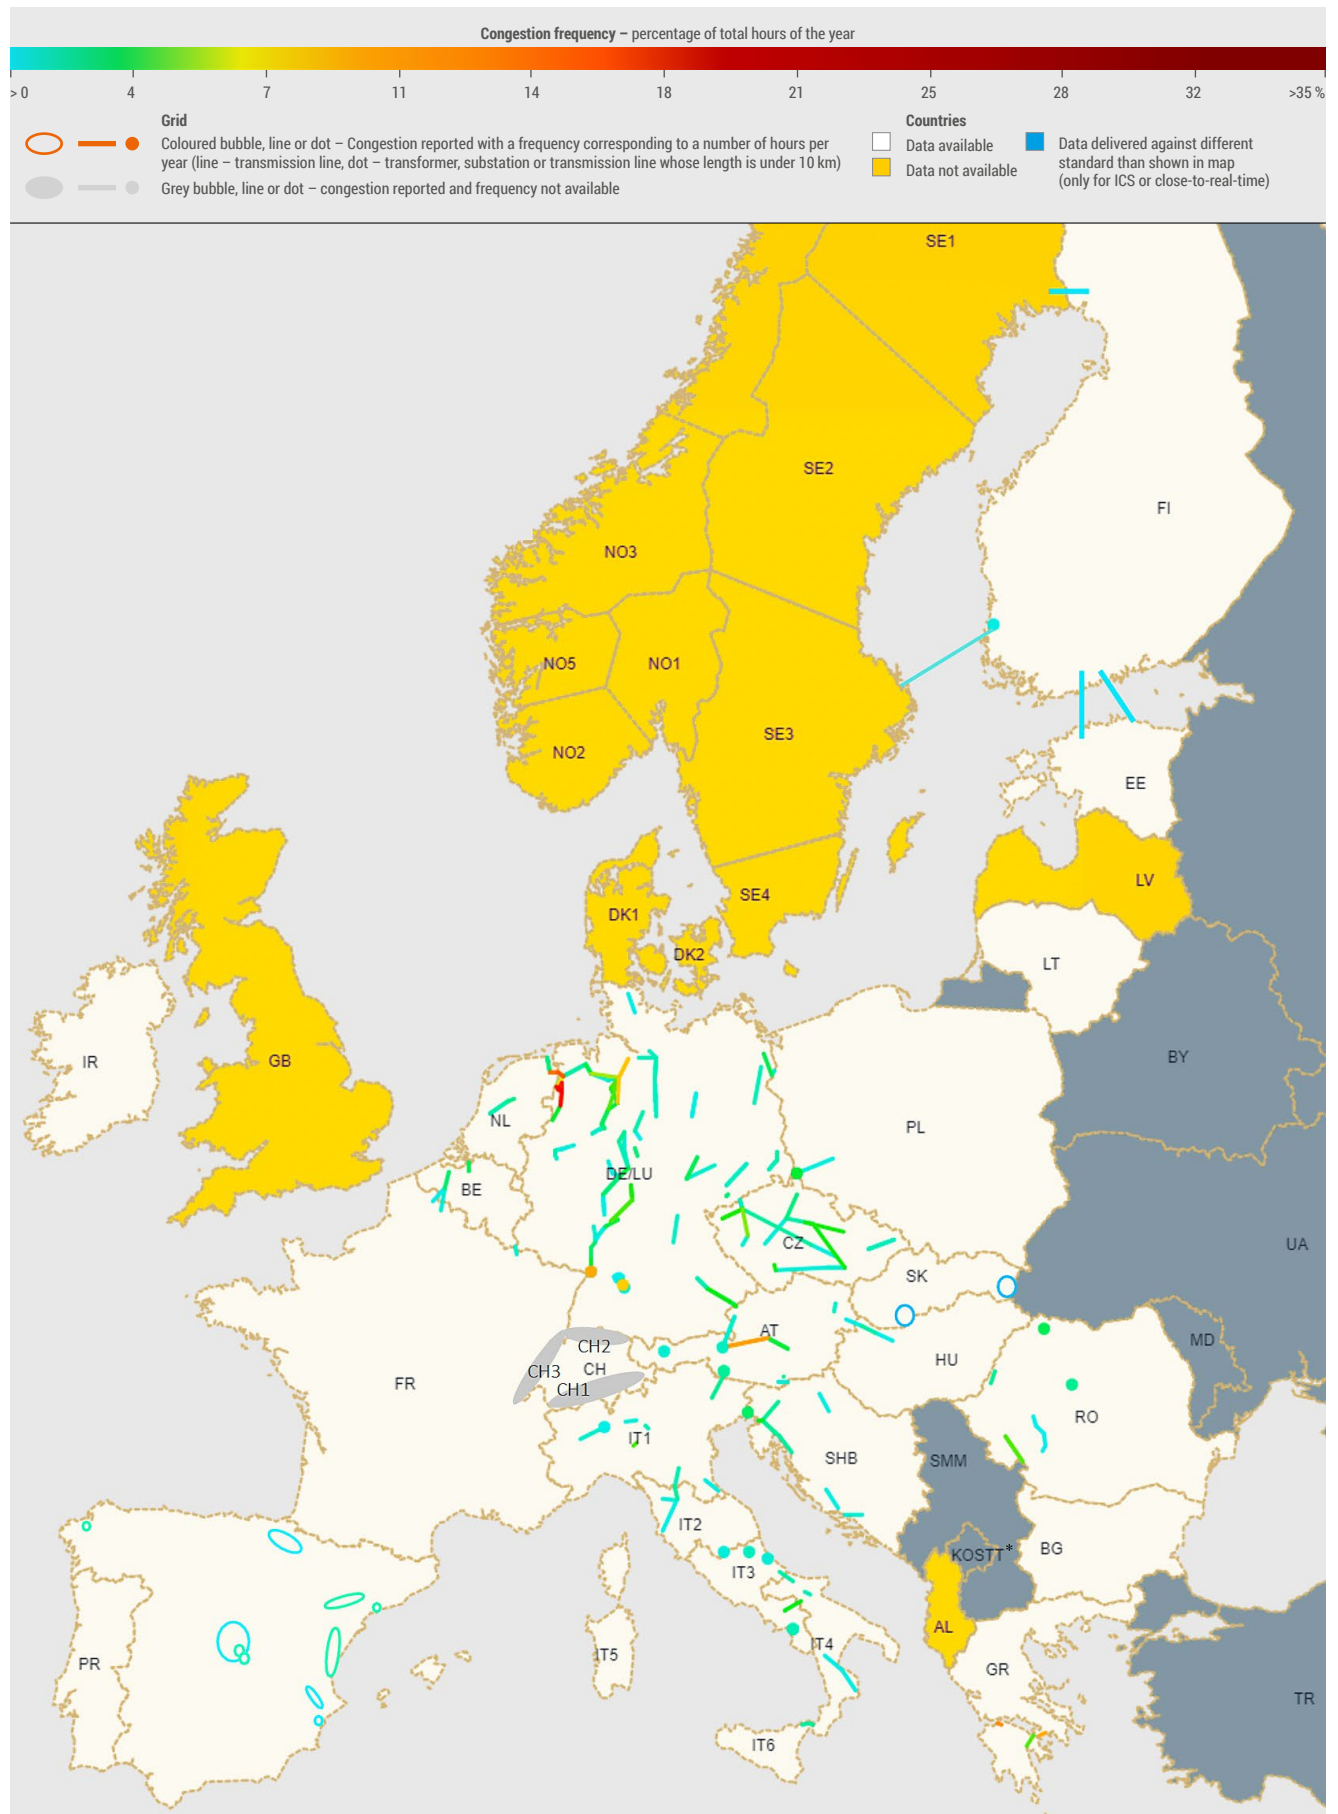 Congestion frequency – percentage of total hours of the year
> 0 4 7 11 14 18 21 25 28 32 >35 %
Grid
Coloured bubble, line or dot – Congestion reported with a frequency corresponding to a number of hours per
year (line – transmission line, dot – transformer, substation or transmission line whose length is under 10 km)
Grey bubble, line or dot – congestion reported and frequency not available
Countries
Data available
Data not available
Data delivered against different
standard than shown in map
(only for ICS or close-to-real-time)
SE1
SE2
FI
NO3
NO5
NO1
NO2
SE3
EE
LV
SE4
DK1
DK2
LT
IR
GB
BY
NL
PL
DE/LU
BE
CZ
UA
SK
AT
MD
CH2
CH
CH3
CH1
HU
FR
RO
IT1
SHB
SMM
IT2
KOSTT*
BG
IT3
AL
IT4
IT5
PR
GR
TR
IT6